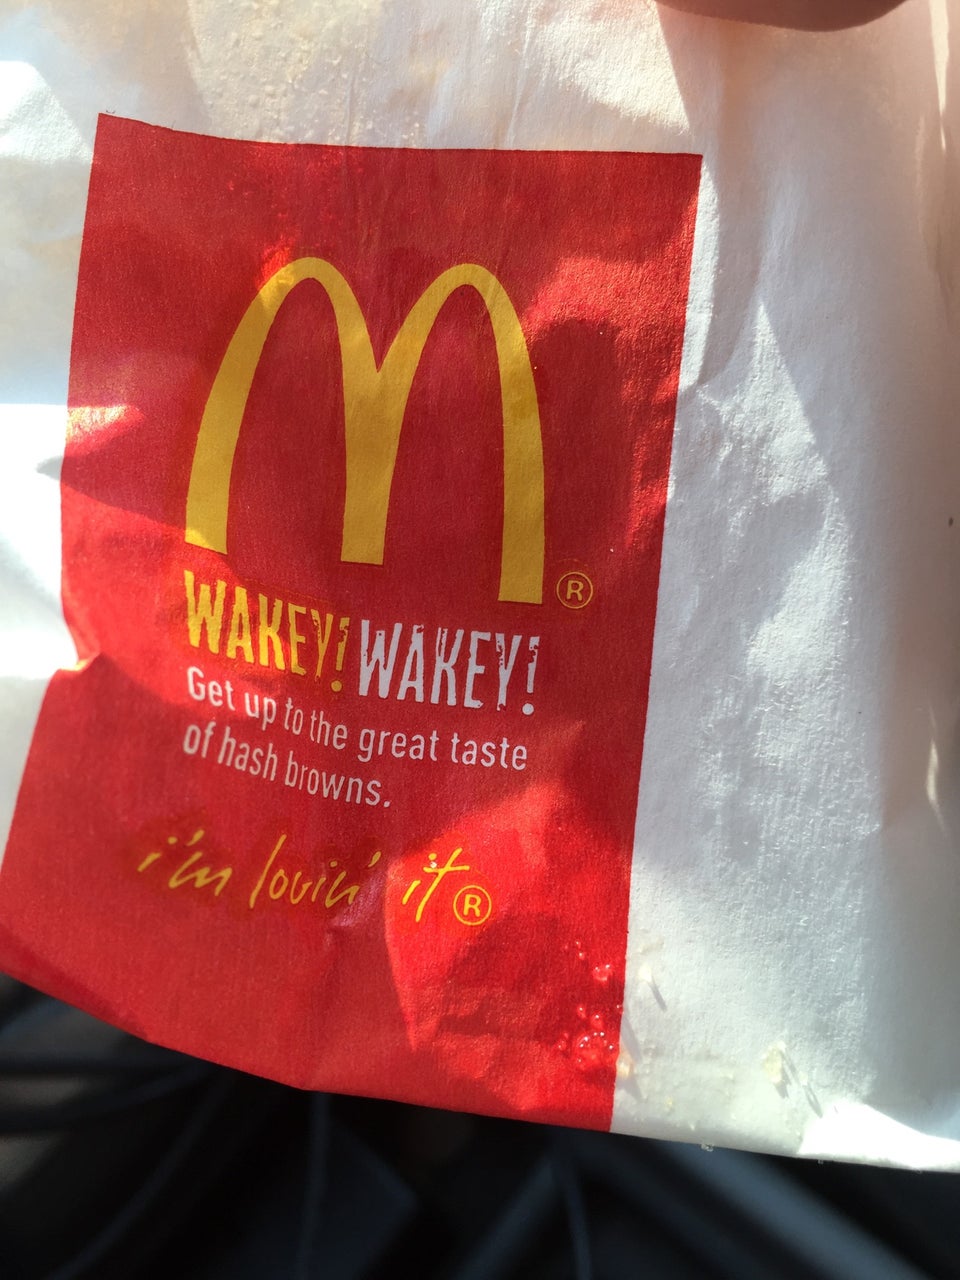 M®
WAKEY! WAKEY!
Get up to the great taste
of hash browns.
i'm lovin' it®